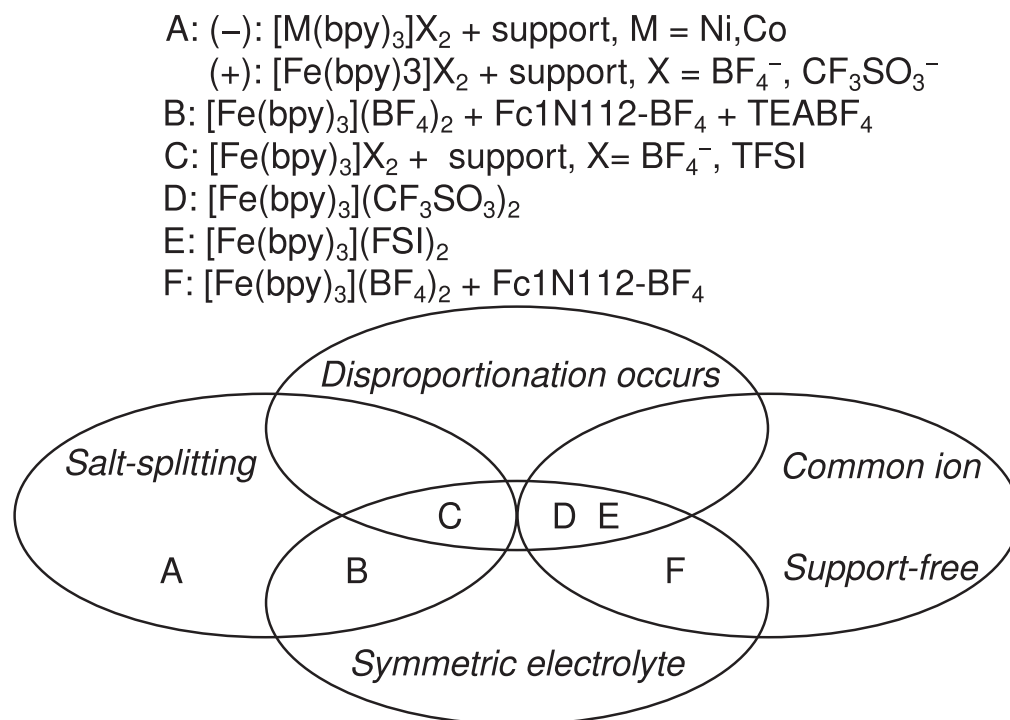 A: (−): [M(bpy)₃]X₂ + support, M = Ni,Co
(+): [Fe(bpy)3]X₂ + support, X = BF₄⁻, CF₃SO₃⁻
B: [Fe(bpy)₃](BF₄)₂ + Fc1N112-BF₄ + TEABF₄
C: [Fe(bpy)₃]X₂ + support, X= BF₄⁻, TFSI
D: [Fe(bpy)₃](CF₃SO₃)₂
E: [Fe(bpy)₃](FSI)₂
F: [Fe(bpy)₃](BF₄)₂ + Fc1N112-BF₄
Disproportionation occurs
Salt-splitting
Common ion
C
D E
A
B
F
Support-free
Symmetric electrolyte